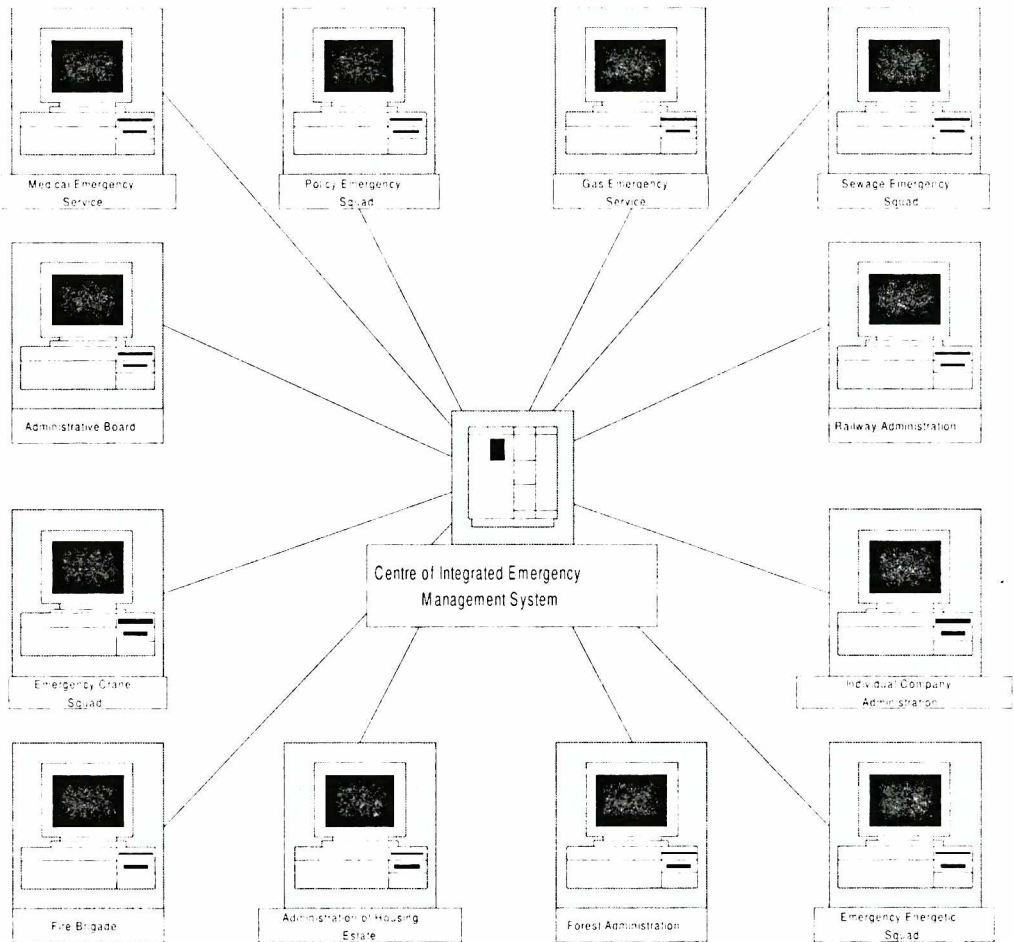 Medical Emergency
Service
Policy Emergency
Squad
Gas Emergency
Service
Sewage Emergency
Squad
Administrative Board
Railway Administration
Centre of Integrated Emergency
Management System
Emergency Crane
Squad
Individual Company
Administration
Fire Brigade
Administration of Housing
Estate
Forest Administration
Emergency Energetic
Squad